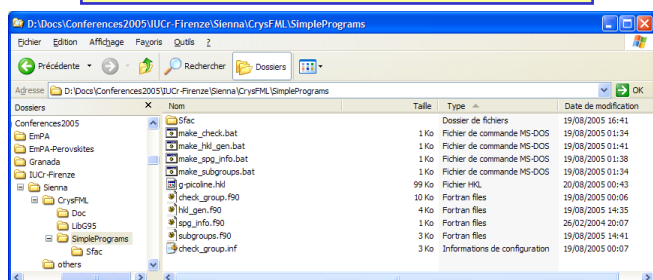 D:\Docs\Conferences2005\IUCr-Firenze\Sienna\CrysFML\SimplePrograms
Fichier Edition Affichage Favoris Outils ?
Précédente Rechercher Dossiers
Adresse D:\Docs\Conferences2005\IUCr-Firenze\Sienna\CrysFML\SimplePrograms OK
Dossiers × Nom Taille Type Date de modification
Conferences2005 Sfac Dossier de fichiers 19/08/2005 16:41
EmPA make_check.bat 1 Ko Fichier de commande MS-DOS 19/08/2005 01:34
EmPA-Perovskites make_hkl_gen.bat 1 Ko Fichier de commande MS-DOS 19/08/2005 01:41
Granada make_spg_info.bat 1 Ko Fichier de commande MS-DOS 19/08/2005 01:38
IUCr-Firenze make_subgroups.bat 1 Ko Fichier de commande MS-DOS 19/08/2005 01:34
Sienna g-picoline.hkl 99 Ko Fichier HKL 20/08/2005 00:43
CrysFML check_group.f90 10 Ko Fortran files 19/08/2005 00:06
Doc hkl_gen.f90 4 Ko Fortran files 19/08/2005 14:35
LibG95 spg_info.f90 1 Ko Fortran files 26/02/2004 20:07
SimplePrograms subgroups.f90 3 Ko Fortran files 19/08/2005 14:41
Sfac check_group.inf 3 Ko Informations de configuration 19/08/2005 00:07
others